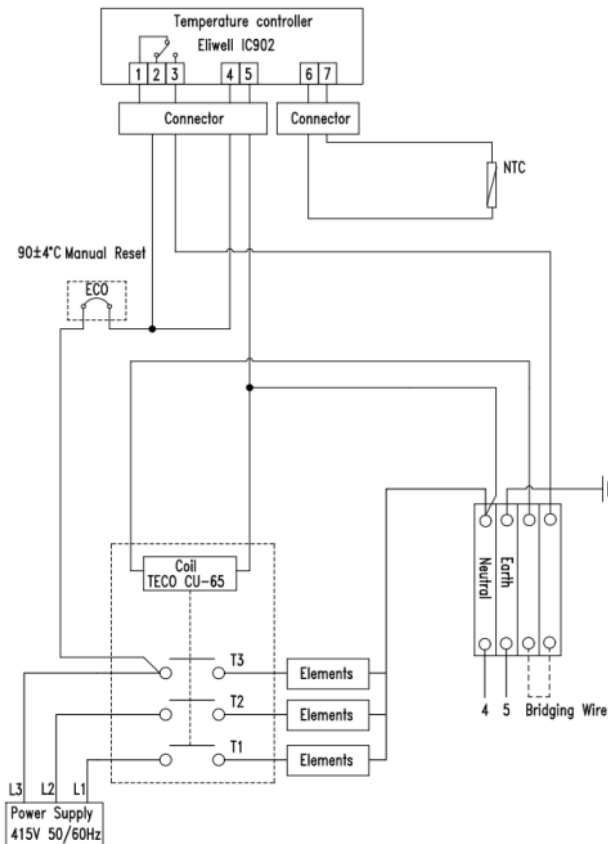 Temperature controller
Eliwell IC902
1 2 3 4 5 6 7
Connector Connector
NTC
90±4°C Manual Reset
ECO
Coil
TECO CU-65
Neutral
Earth
T3
Elements
T2
Elements
4 5 Bridging Wire
T1
Elements
L3 L2 L1
Power Supply
415V 50/60Hz